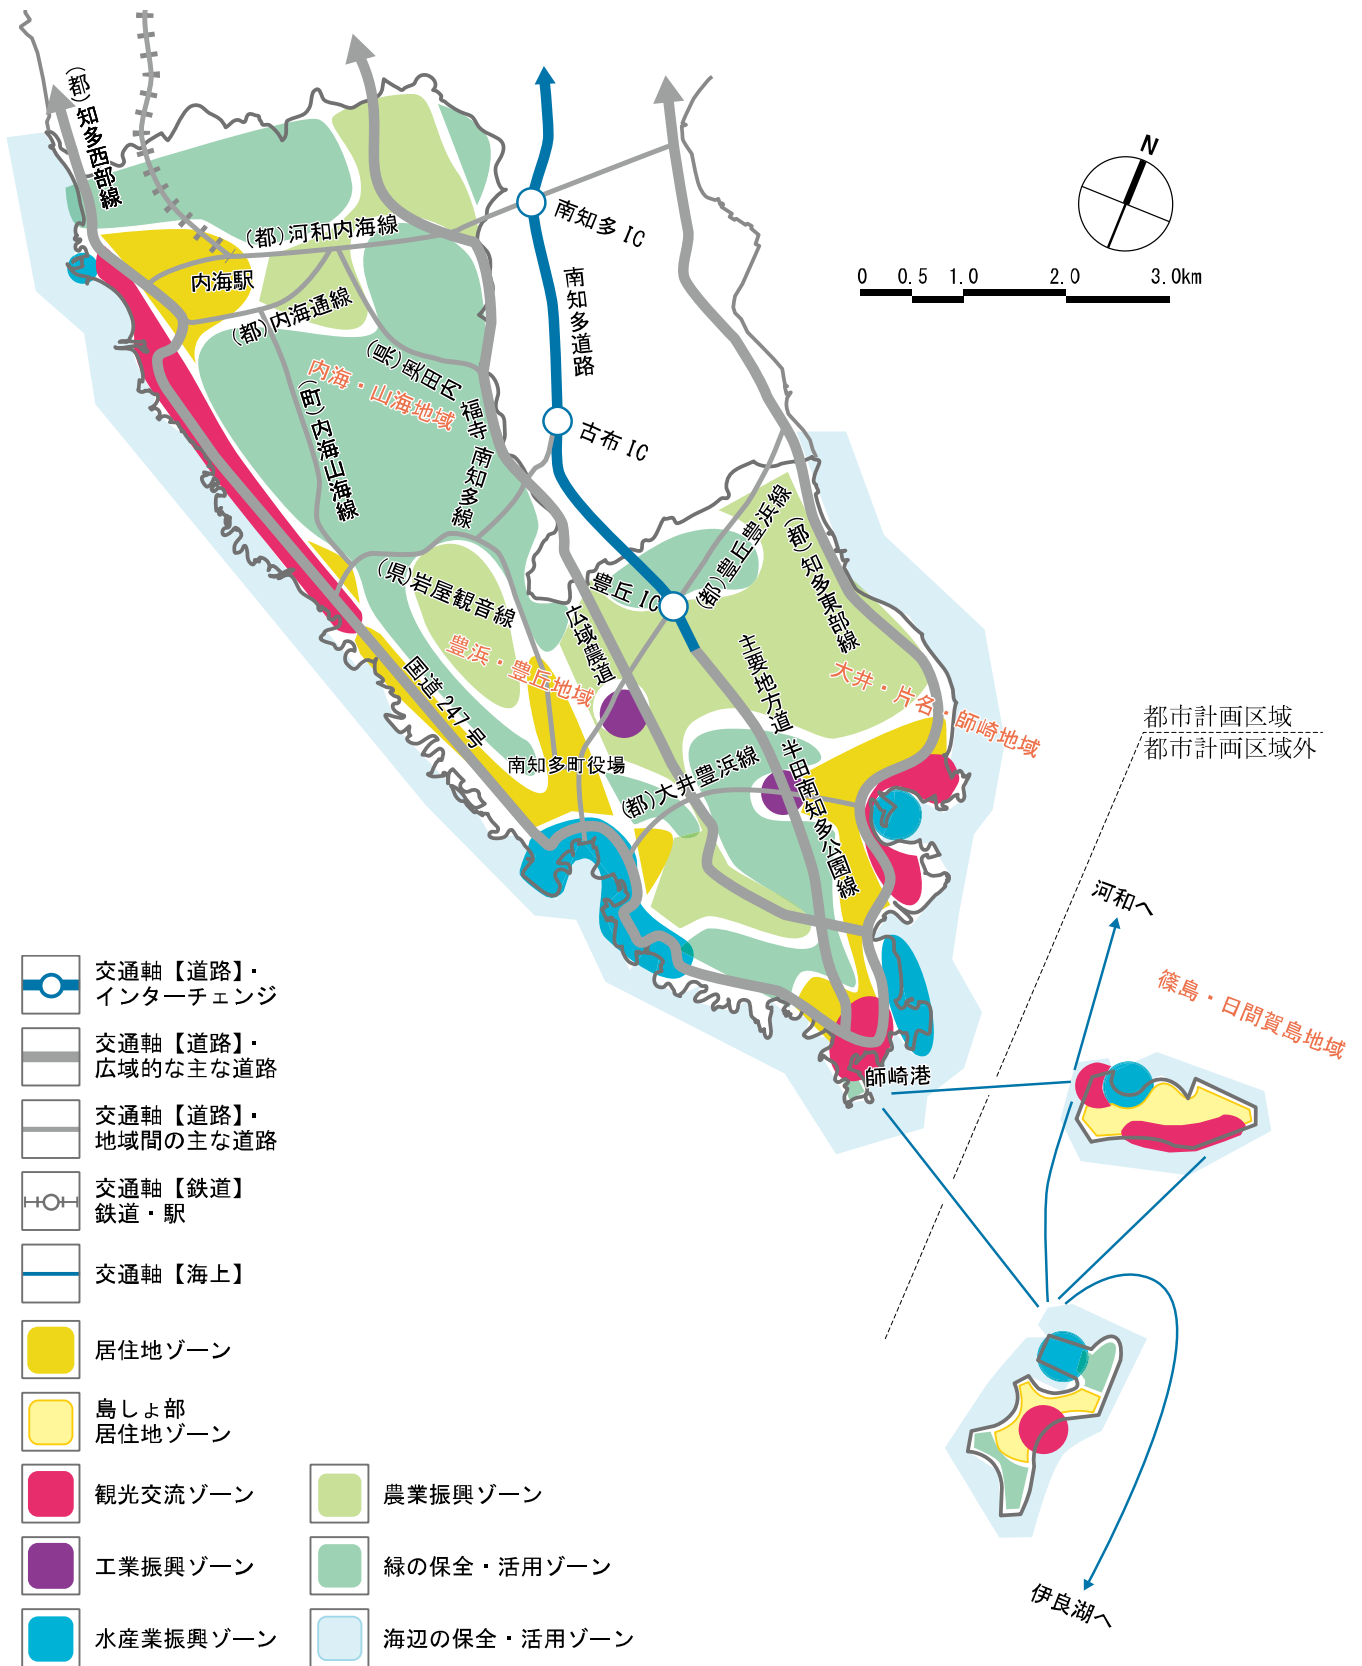 (都)知多西部線
N
0 0.5 1.0 2.0 3.0km
(都)河和内海線
南知多 IC
内海駅
南知多道路
(都)内海通線
(県)奥田内福寺南知多線
内海・山海地域
(町)内海山海線
古布 IC
(都)豊丘豊浜線
(都)知多東部線
(県)岩屋観音線
豊丘 IC
広域農道
主要地方道 半田南知多公園線
豊浜・豊丘地域
大井・片名・師崎地域
国道 247 号
都市計画区域
都市計画区域外
南知多町役場
(都)大井豊浜線
河和へ
篠島・日間賀島地域
師崎港
伊良湖へ
交通軸【道路】・
インターチェンジ
交通軸【道路】・
広域的な主な道路
交通軸【道路】・
地域間の主な道路
交通軸【鉄道】
鉄道・駅
交通軸【海上】
居住地ゾーン
島しょ部
居住地ゾーン
観光交流ゾーン
農業振興ゾーン
工業振興ゾーン
緑の保全・活用ゾーン
水産業振興ゾーン
海辺の保全・活用ゾーン